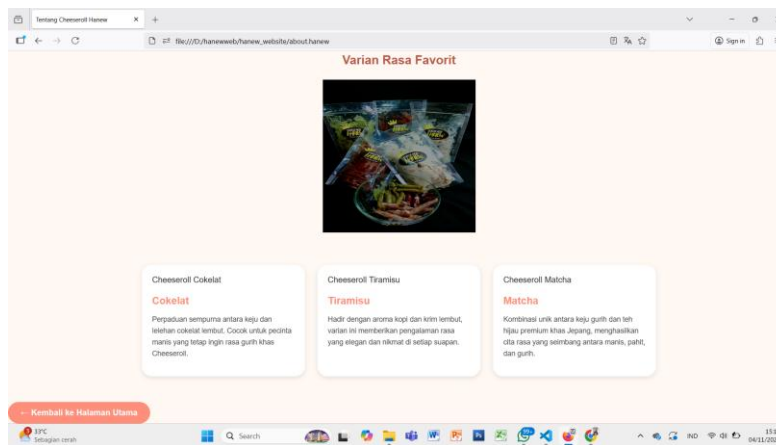 Tentang Cheeseroll Hanew
file:///D:/hanewweb/hanew_website/about.hanew
Sign in
Varian Rasa Favorit
Cheeseroll Cokelat
Cokelat
Perpaduan sempurna antara keju dan
lelehan cokelat lembut. Cocok untuk pecinta
manis yang tetap ingin rasa gurih khas
Cheeseroll.
Cheeseroll Tiramisu
Tiramisu
Hadir dengan aroma kopi dan krim lembut,
varian ini memberikan pengalaman rasa
yang elegan dan nikmat di setiap suapan.
Cheeseroll Matcha
Matcha
Kombinasi unik antara keju gurih dan teh
hijau premium khas Jepang, menghasilkan
cita rasa yang seimbang antara manis, pahit,
dan gurih.
← Kembali ke Halaman Utama
33°C
Sebagian cerah
Search
99+
IND
04/11/202